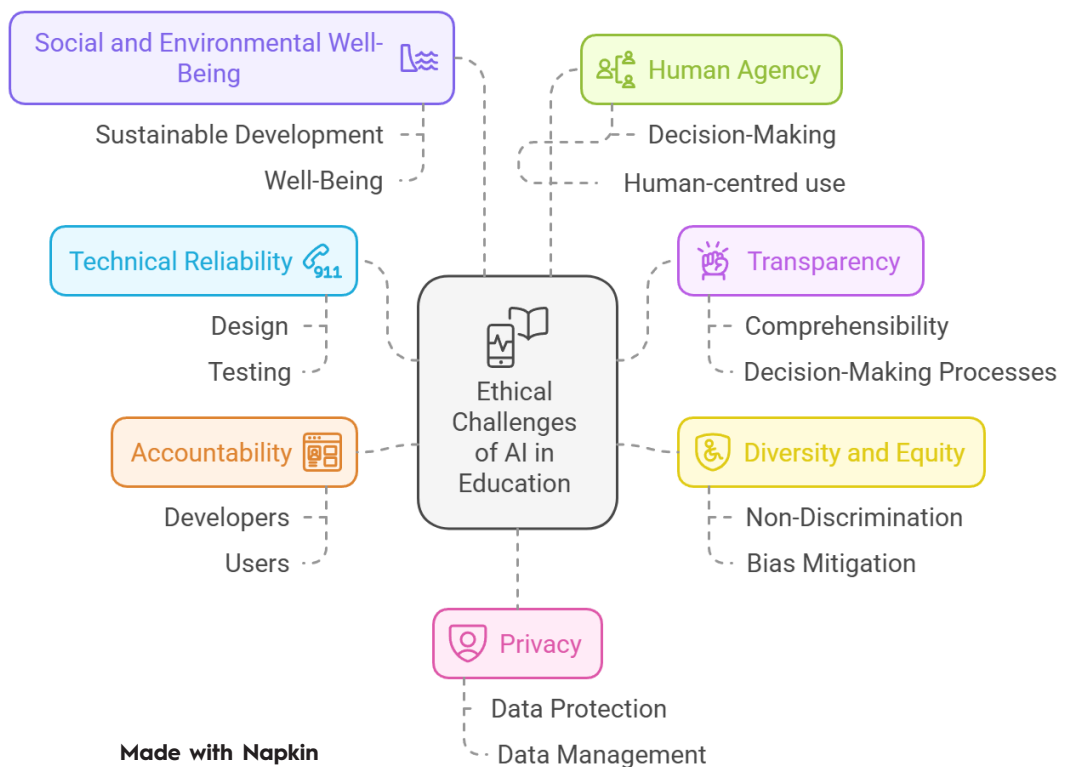 Social and Environmental Well-
Being
Sustainable Development
Well-Being
Human Agency
Decision-Making
Human-centred use
Technical Reliability
911
Design
Testing
Transparency
Comprehensibility
Decision-Making Processes
Ethical
Challenges
of AI in
Education
Accountability
Developers
Users
Diversity and Equity
Non-Discrimination
Bias Mitigation
Privacy
Data Protection
Data Management
Made with Napkin